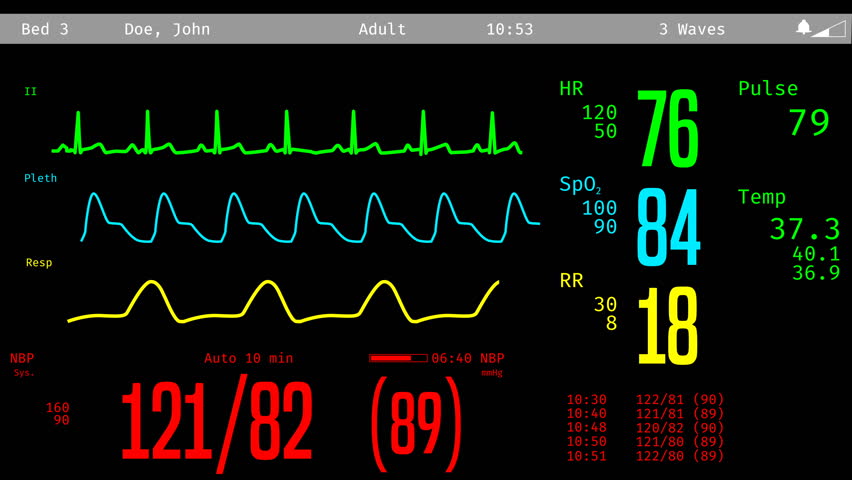 Bed 3 Doe, John Adult 10:53 3 Waves
II
Pleth
Resp
HR
120
50
76
Pulse
79
SpO₂
100
90
84
Temp
37.3
40.1
36.9
RR
30
8
18
NBP Auto 10 min 06:40 NBP
Sys. mmHg
160
90
121/82 (89)
10:30 122/81 (90)
10:40 121/81 (89)
10:48 120/82 (90)
10:50 121/80 (89)
10:51 122/80 (89)